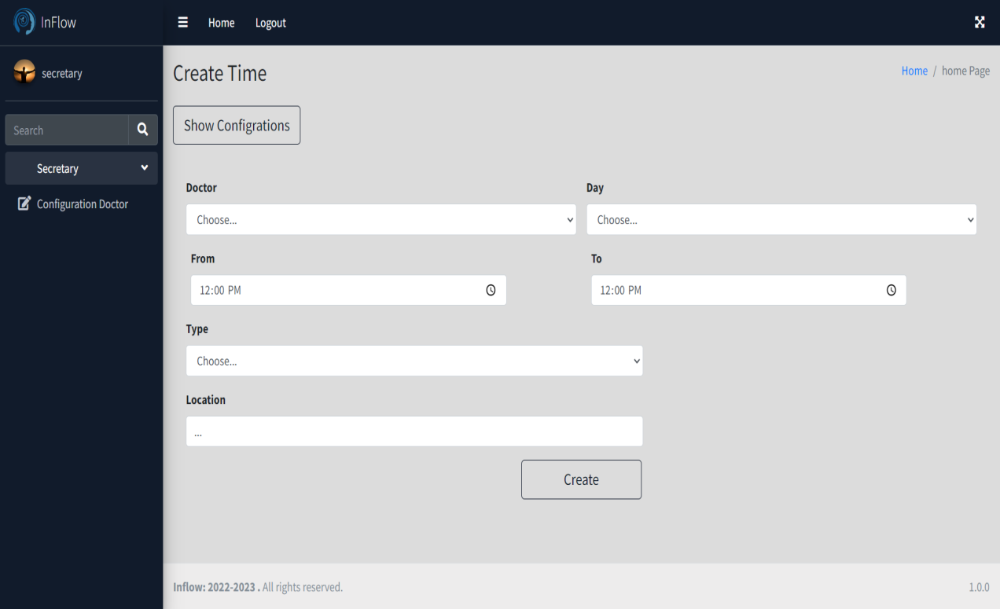 InFlow
Home Logout
secretary
Search
Secretary
Configuration Doctor
Create Time
Home / home Page
Show Configrations
Doctor Day
Choose... Choose...
From To
12:00 PM 12:00 PM
Type
Choose...
Location
...
Create
Inflow: 2022-2023 . All rights reserved.
1.0.0